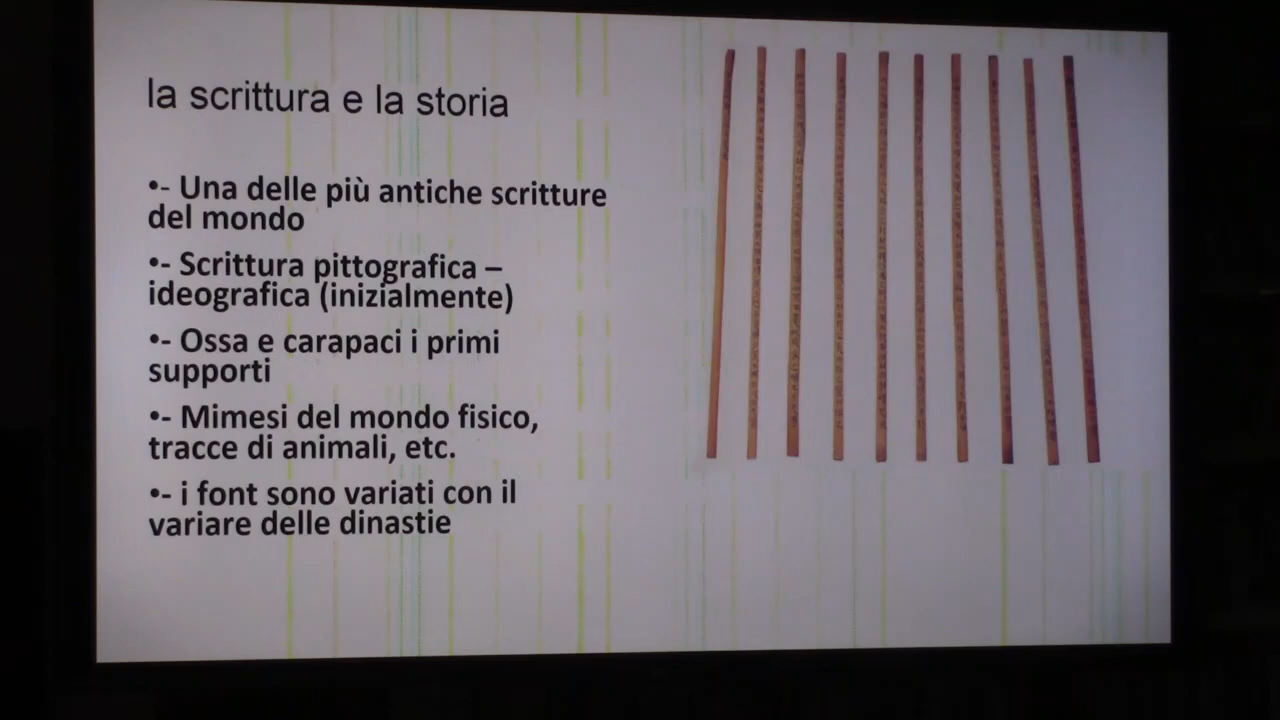 la scrittura e la storia
•- Una delle più antiche scritture
del mondo
•- Scrittura pittografica –
ideografica (inizialmente)
•- Ossa e carapaci i primi
supporti
•- Mimesi del mondo fisico,
tracce di animali, etc.
•- i font sono variati con il
variare delle dinastie